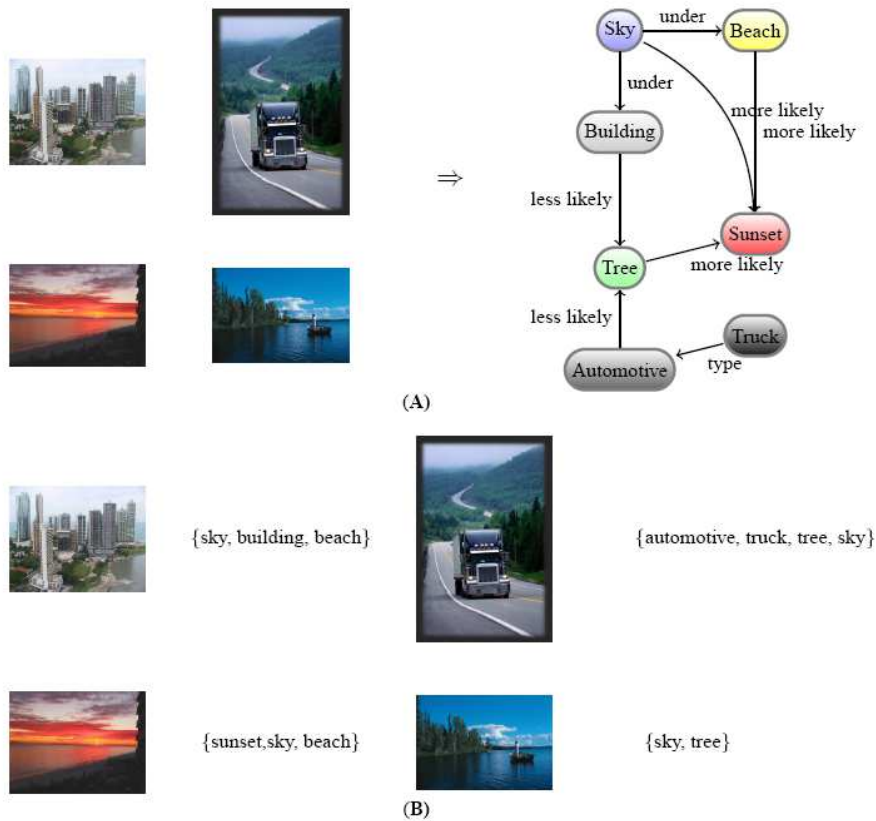 Sky
under
Beach
under
more likely
more likely
Building
less likely
Sunset
Tree
more likely
less likely
Truck
Automotive
type
⇒
(A)
{sky, building, beach}
{automotive, truck, tree, sky}
{sunset,sky, beach}
{sky, tree}
(B)